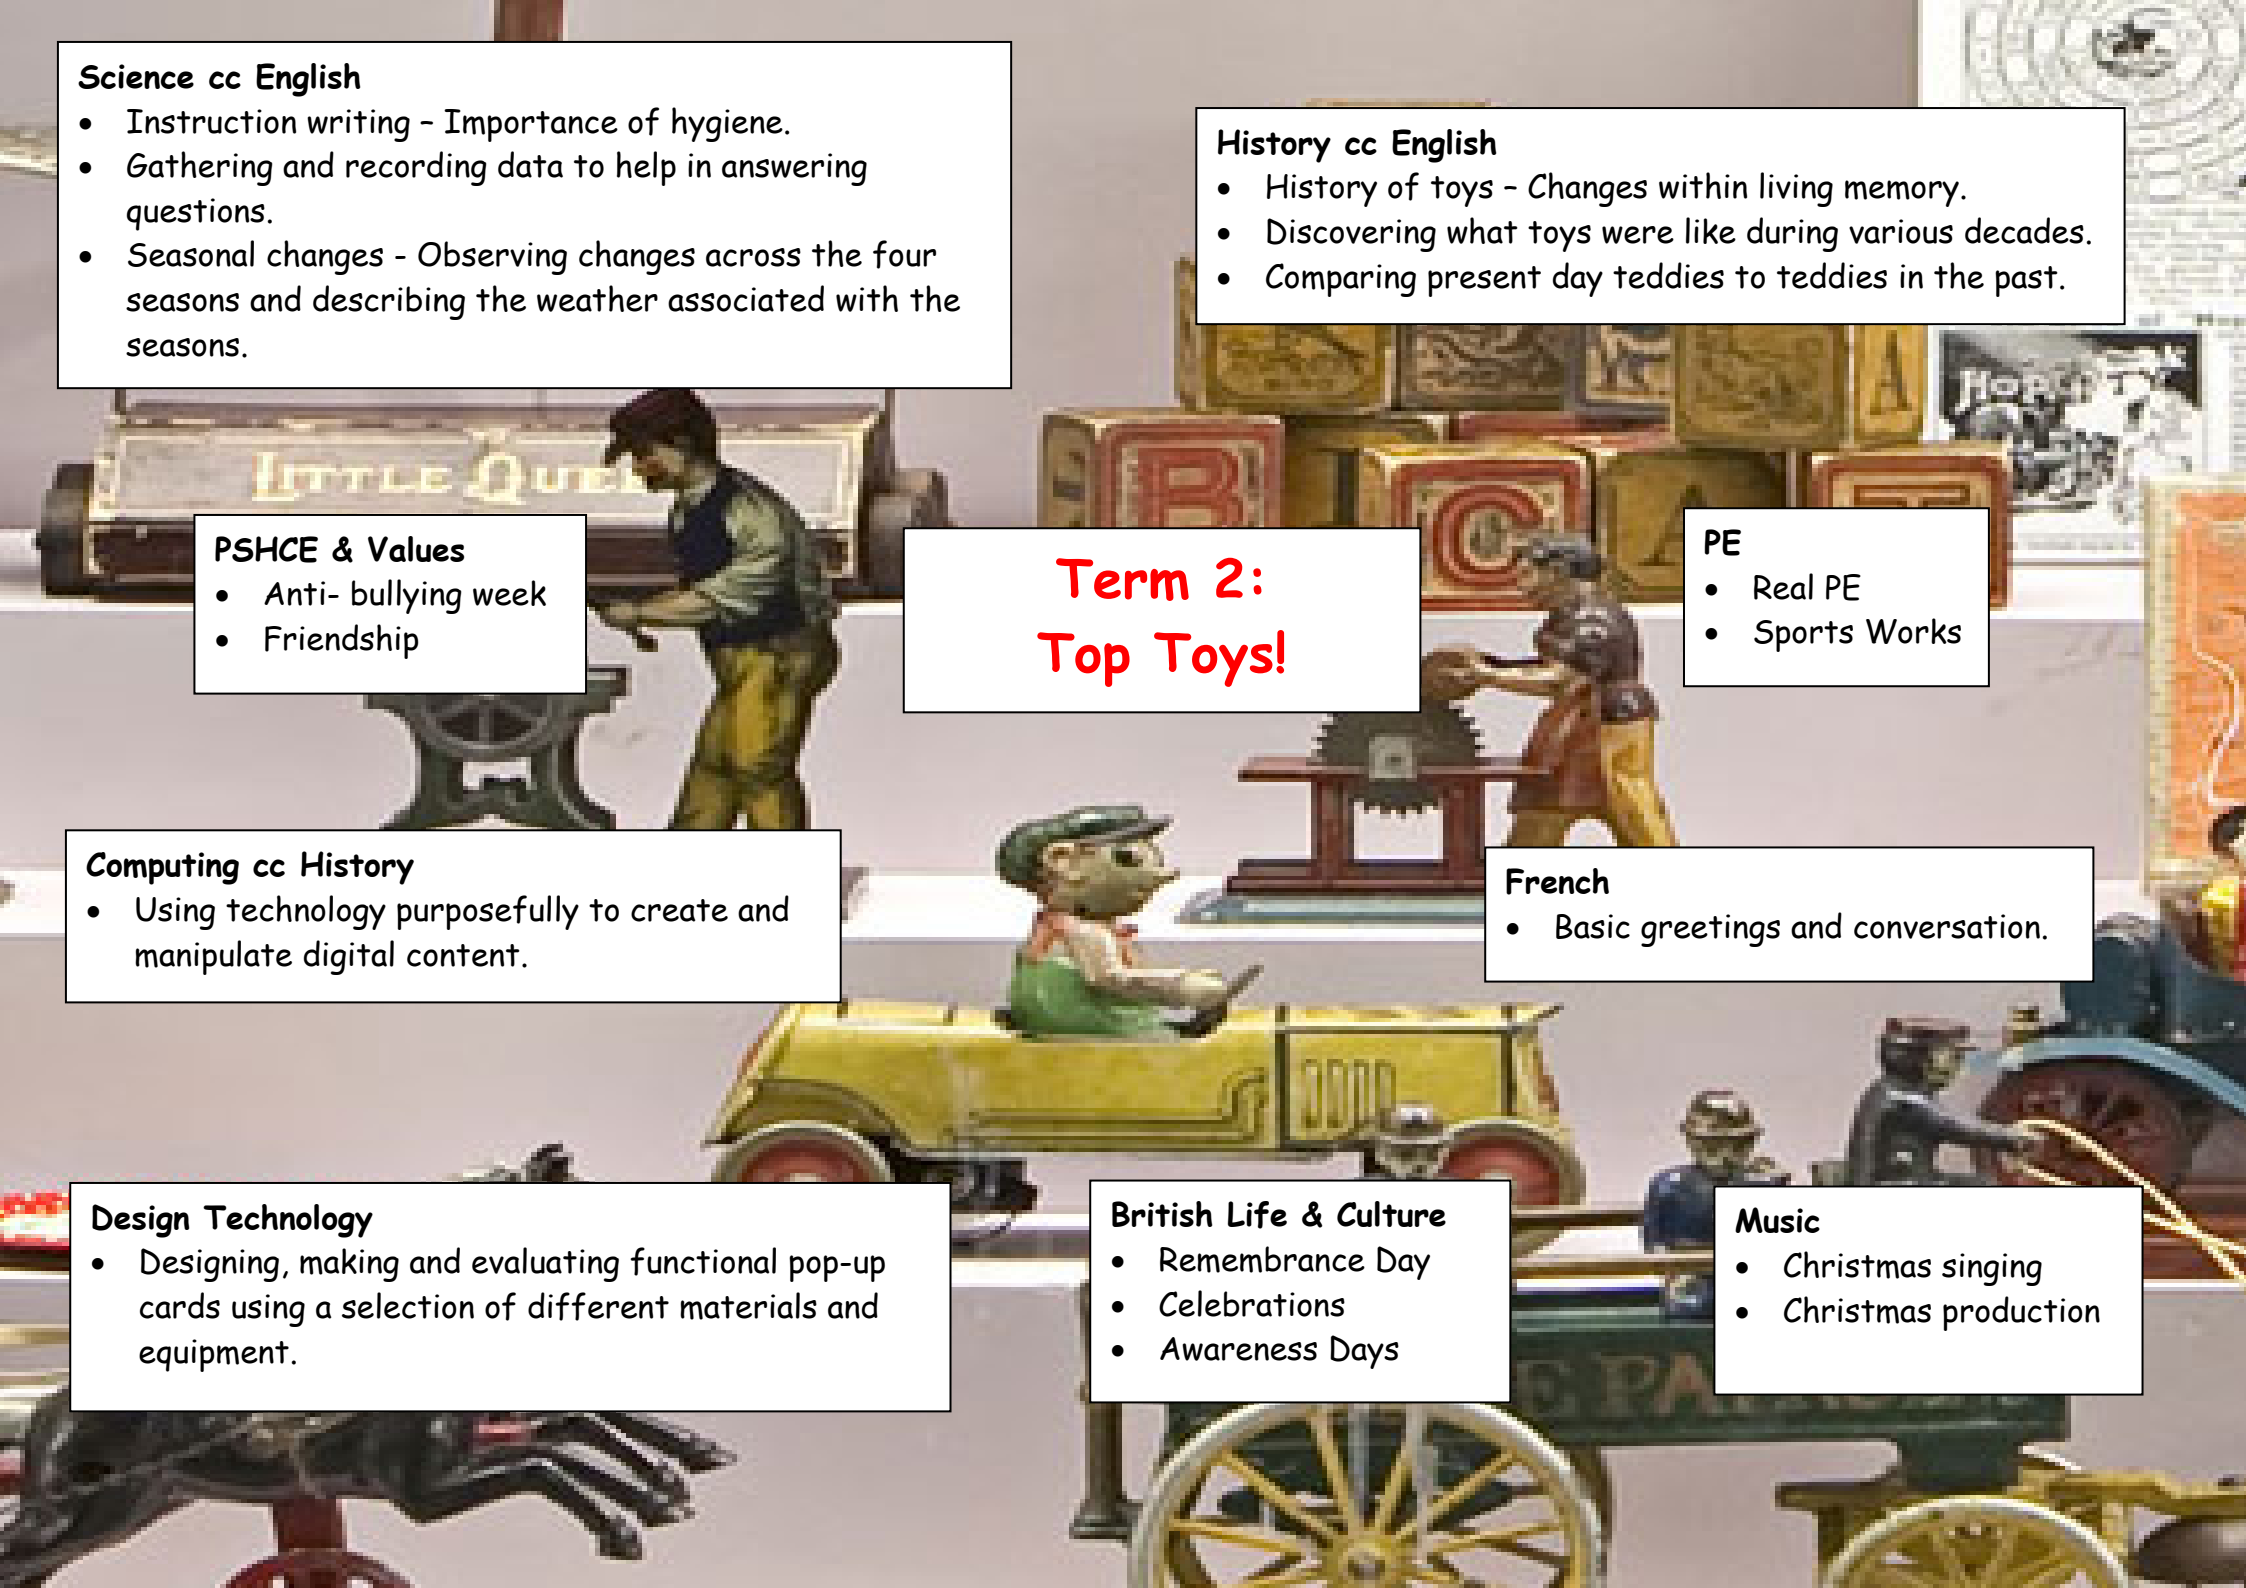 Science cc English
• Instruction writing – Importance of hygiene.
• Gathering and recording data to help in answering
questions.
• Seasonal changes - Observing changes across the four
seasons and describing the weather associated with the
seasons.
History cc English
• History of toys – Changes within living memory.
• Discovering what toys were like during various decades.
• Comparing present day teddies to teddies in the past.
LITTLE
B
C
A
T
A
PSHCE & Values
• Anti- bullying week
• Friendship
Term 2:
Top Toys!
PE
• Real PE
• Sports Works
Computing cc History
• Using technology purposefully to create and
manipulate digital content.
French
• Basic greetings and conversation.
Design Technology
• Designing, making and evaluating functional pop-up
cards using a selection of different materials and
equipment.
British Life & Culture
• Remembrance Day
• Celebrations
• Awareness Days
Music
• Christmas singing
• Christmas production